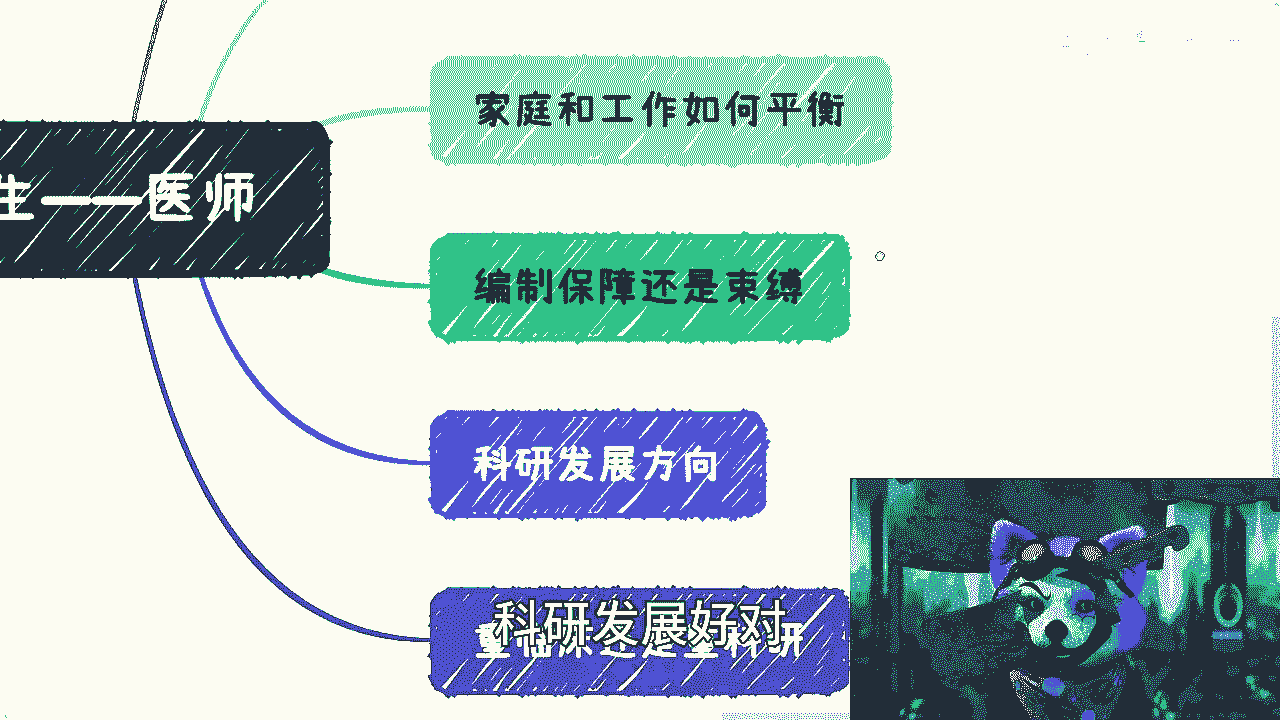 家庭和工作如何平衡
生——医师
编制保障还是束缚
科研发展方向
科研发展好对
重临床还是重科研